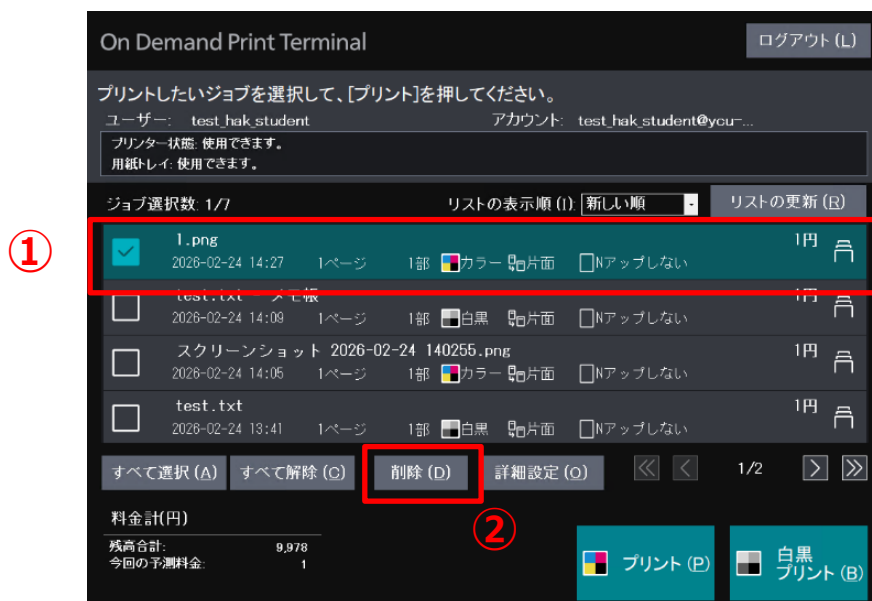 On Demand Print Terminal ログアウト (L)
プリントしたいジョブを選択して、[プリント]を押してください。
ユーザー: test_hak_student アカウント: test_hak_student@ycu-...
プリンター状態: 使用できます。
用紙トレイ: 使用できます。
ジョブ選択数: 1/7 リストの表示順 (I): 新しい順 リストの更新 (R)
①
1.png 1円
2026-02-24 14:27 1ページ 1部 カラー 片面 Nアップしない
test.txt - メモ帳 1円
2026-02-24 14:09 1ページ 1部 白黒 片面 Nアップしない
スクリーンショット 2026-02-24 140255.png 1円
2026-02-24 14:05 1ページ 1部 カラー 片面 Nアップしない
test.txt 1円
2026-02-24 13:41 1ページ 1部 白黒 片面 Nアップしない
すべて選択 (A) すべて解除 (C) 削除 (D) 詳細設定 (O) 1/2
②
料金計(円)
残高合計: 9,978
今回の予測料金: 1
プリント (P) 白黒
プリント (B)